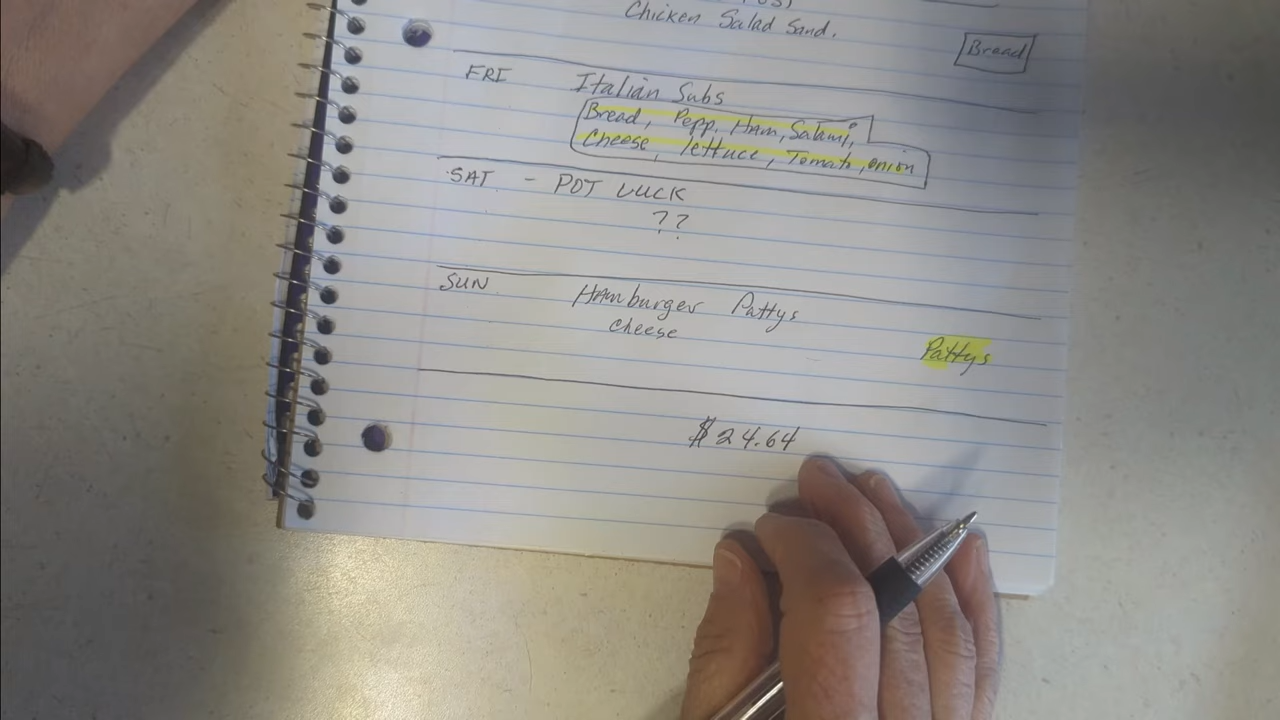 Chicken Salad Sand.
Bread
FRI Italian Subs
Bread, Pepp, HAm, Salami,
Cheese, lettuce, Tomato, onion
SAT - POT LUCK
??
SUN HAmburger Pattys
cheese
Pattys
$24.64